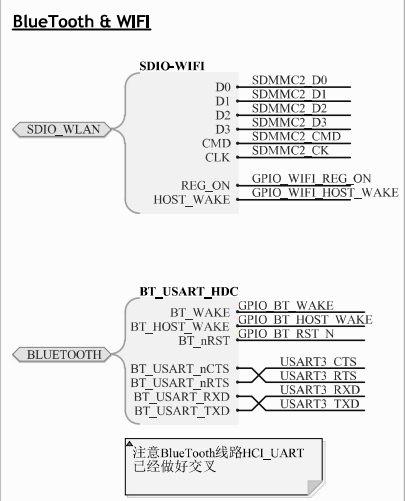 BlueTooth & WIFI
SDIO-WIFI
D0 SDMMC2_D0
D1 SDMMC2_D1
D2 SDMMC2_D2
D3 SDMMC2_D3
CMD SDMMC2_CMD
CLK SDMMC2_CK
SDIO_WLAN
REG_ON GPIO_WIFI_REG_ON
HOST_WAKE GPIO_WIFI_HOST_WAKE
BT_USART_HDC
BT_WAKE GPIO_BT_WAKE
BT_HOST_WAKE GPIO_BT_HOST_WAKE
BT_nRST GPIO_BT_RST_N
BLUETOOTH
BT_USART_nCTS USART3_CTS
BT_USART_nRTS USART3_RTS
BT_USART_RXD USART3_RXD
BT_USART_TXD USART3_TXD
注意BlueTooth线路HCI_UART
已经做好交叉